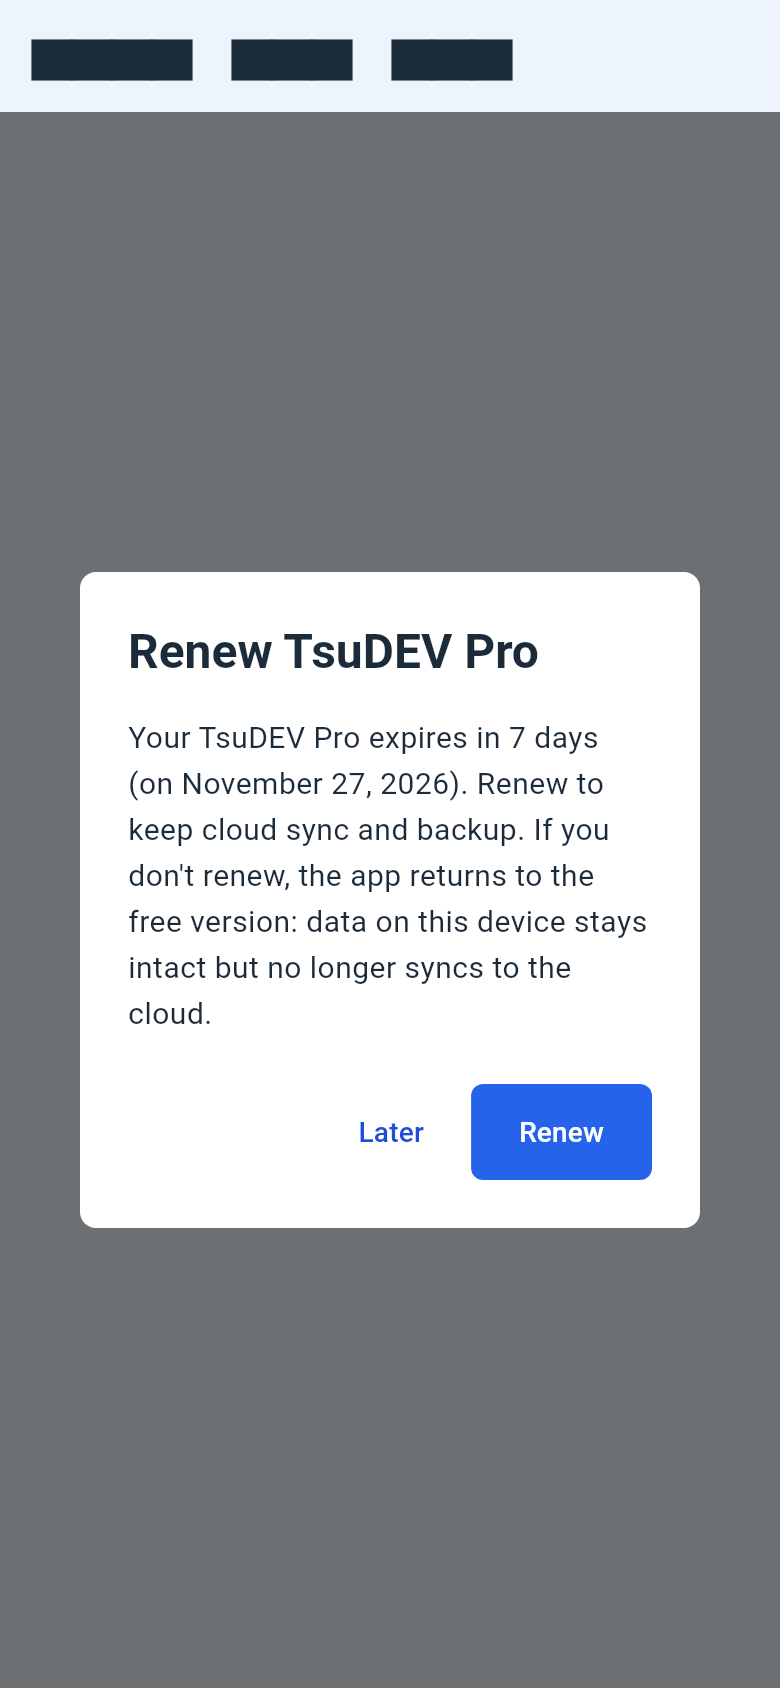 Renew TsuDEV Pro
Your TsuDEV Pro expires in 7 days
(on November 27, 2026). Renew to
keep cloud sync and backup. If you
don't renew, the app returns to the
free version: data on this device stays
intact but no longer syncs to the
cloud.
Later
Renew